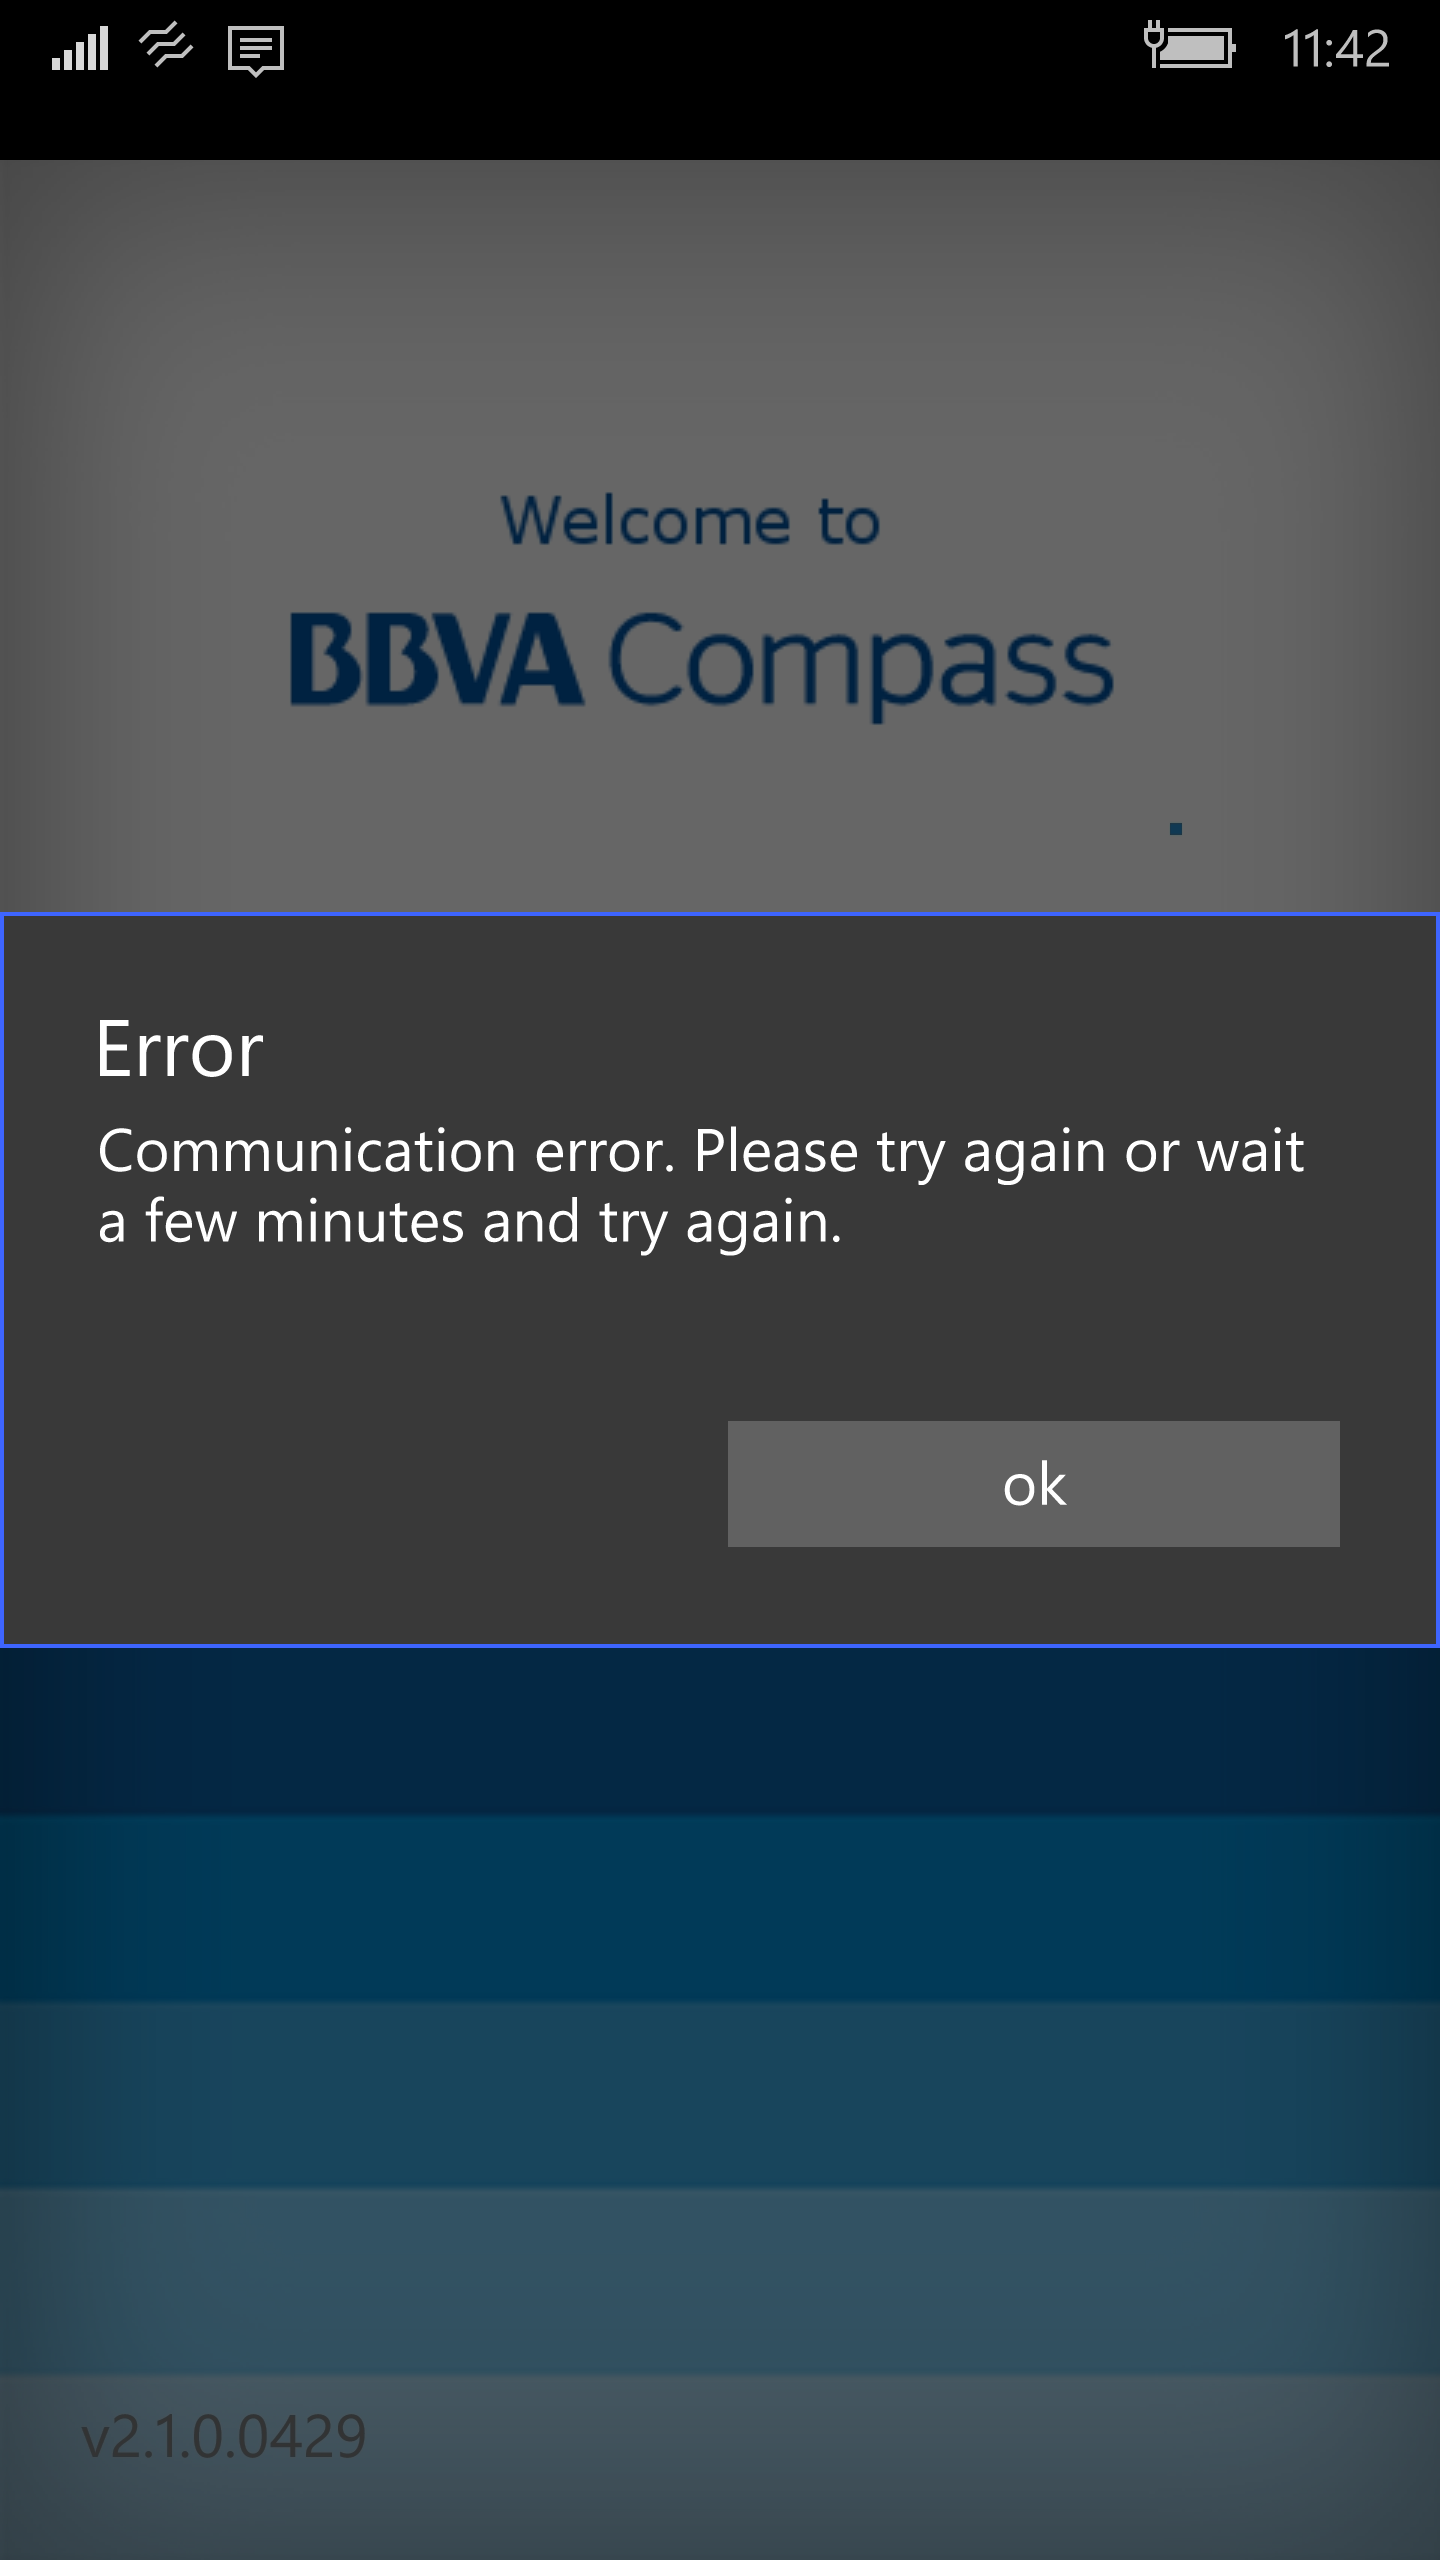 11:42
Welcome to
BBVA Compass
Error
Communication error. Please try again or wait
a few minutes and try again.
ok
v2.1.0.0429